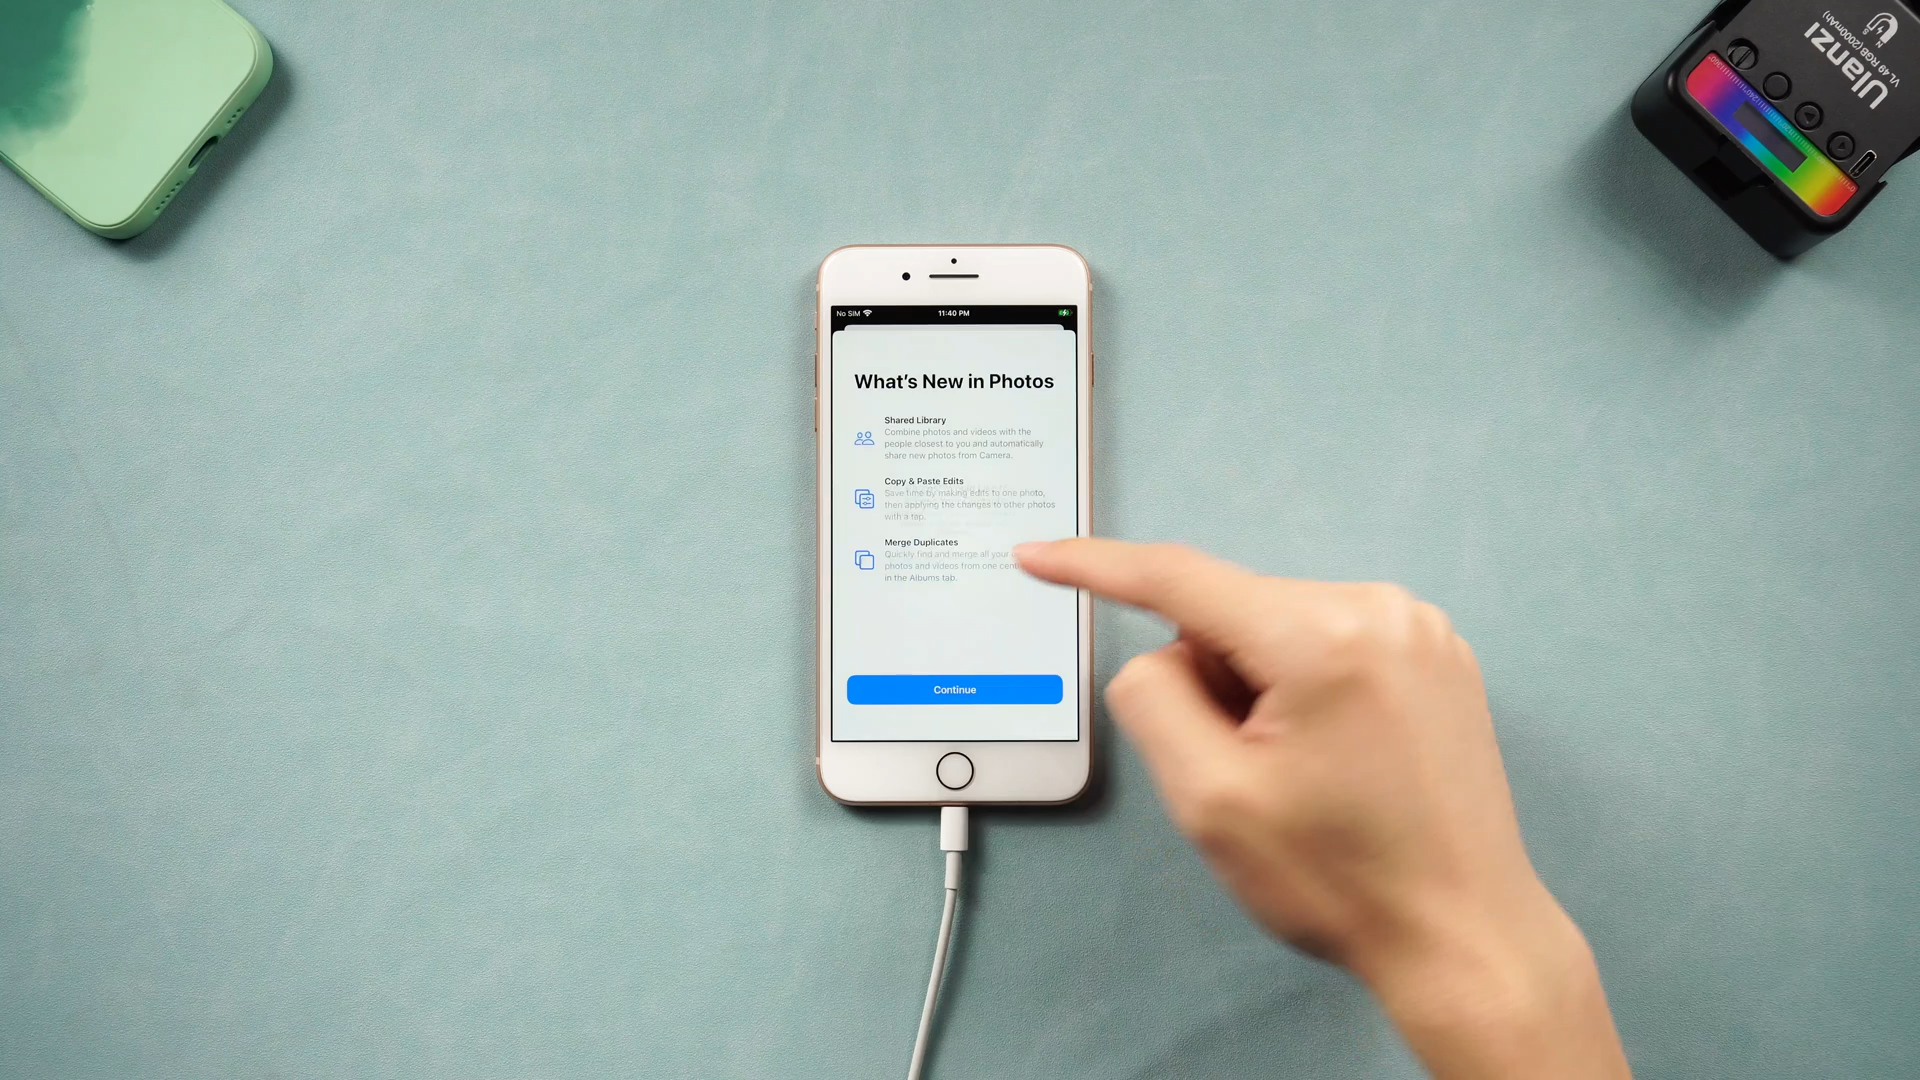 Ulanzi
VL49 RGB (2000mAh)
No SIM
11:40 PM
What's New in Photos
Shared Library
Combine photos and videos with the
people closest to you and automatically
share new photos from Camera.
Copy & Paste Edits
Save time by making edits to one photo,
then applying the changes to other photos
with a tap.
Merge Duplicates
Quickly find and merge all your
photos and videos from one
in the Albums tab.
Continue